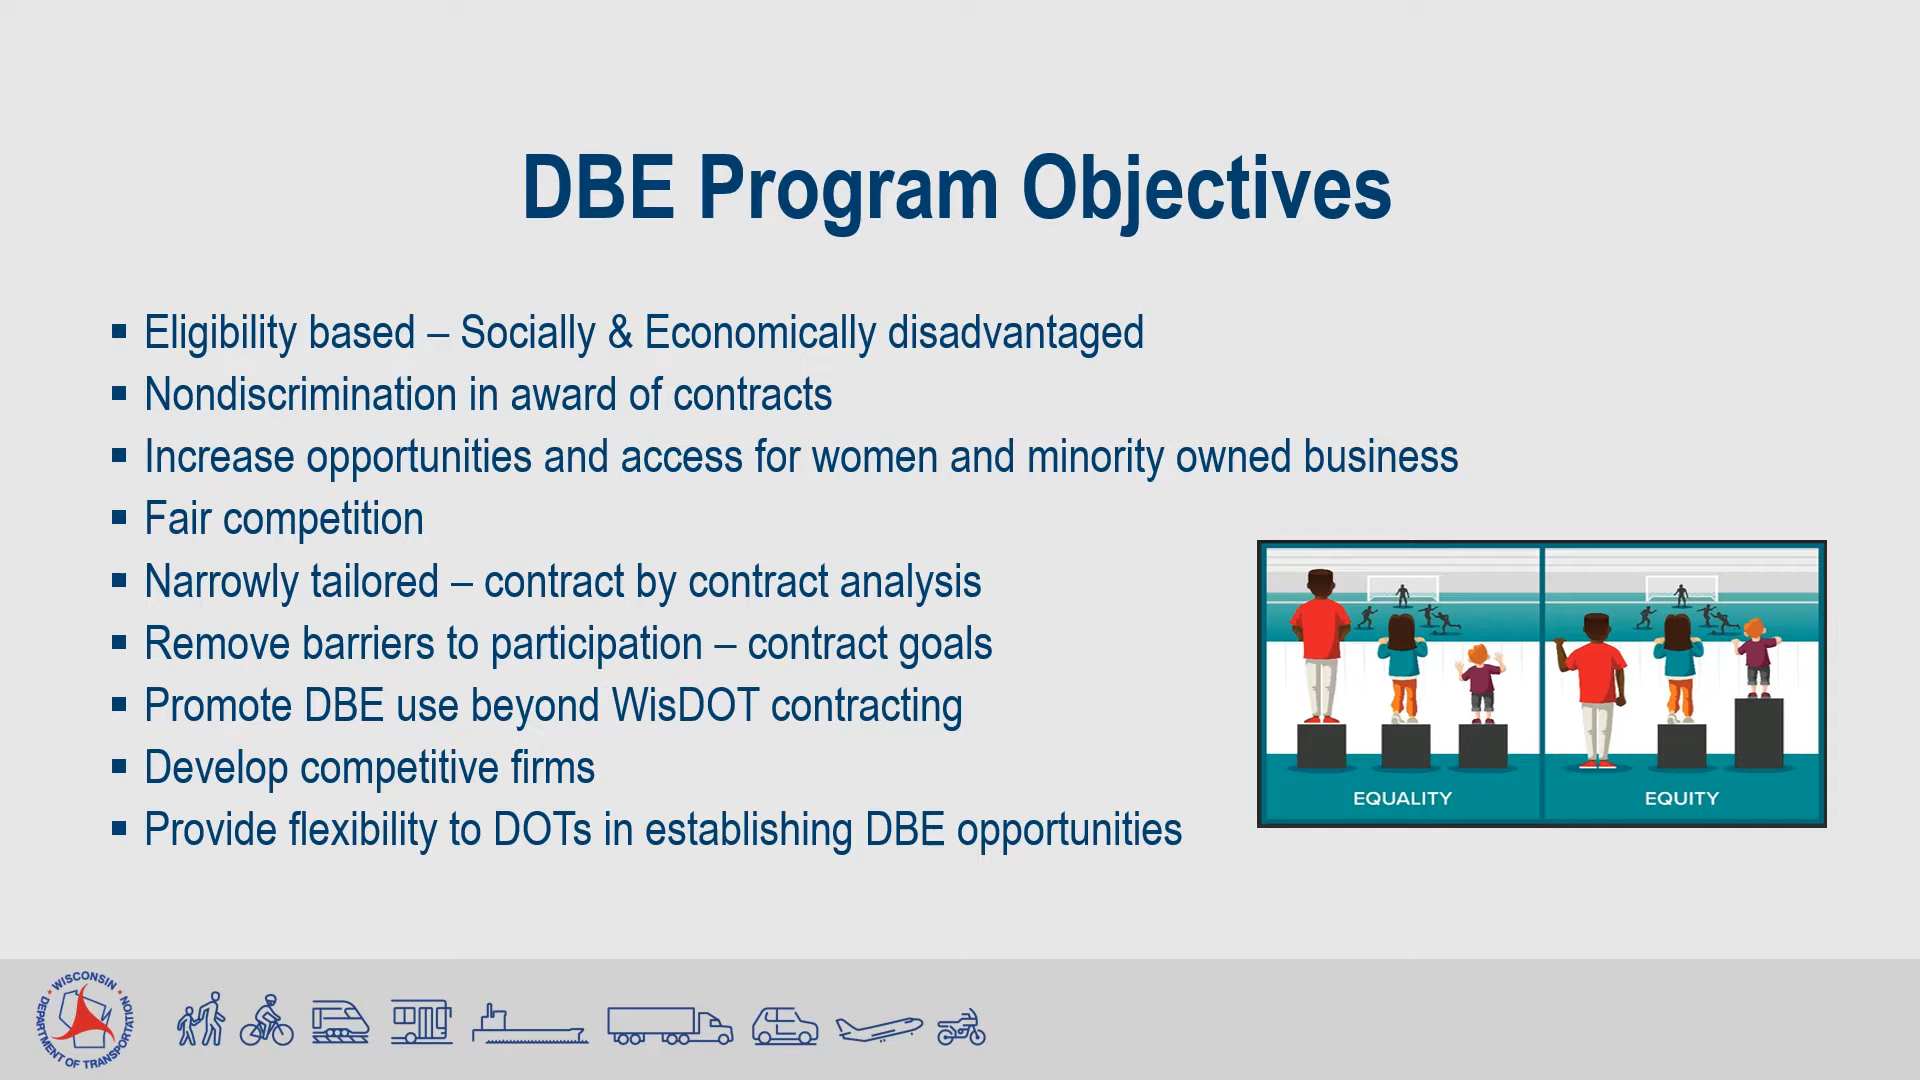 DBE Program Objectives
▪ Eligibility based – Socially & Economically disadvantaged
▪ Nondiscrimination in award of contracts
▪ Increase opportunities and access for women and minority owned business
▪ Fair competition
▪ Narrowly tailored – contract by contract analysis
▪ Remove barriers to participation – contract goals
▪ Promote DBE use beyond WisDOT contracting
▪ Develop competitive firms
▪ Provide flexibility to DOTs in establishing DBE opportunities
EQUALITY
EQUITY
WISCONSIN
DEPARTMENT OF TRANSPORTATION